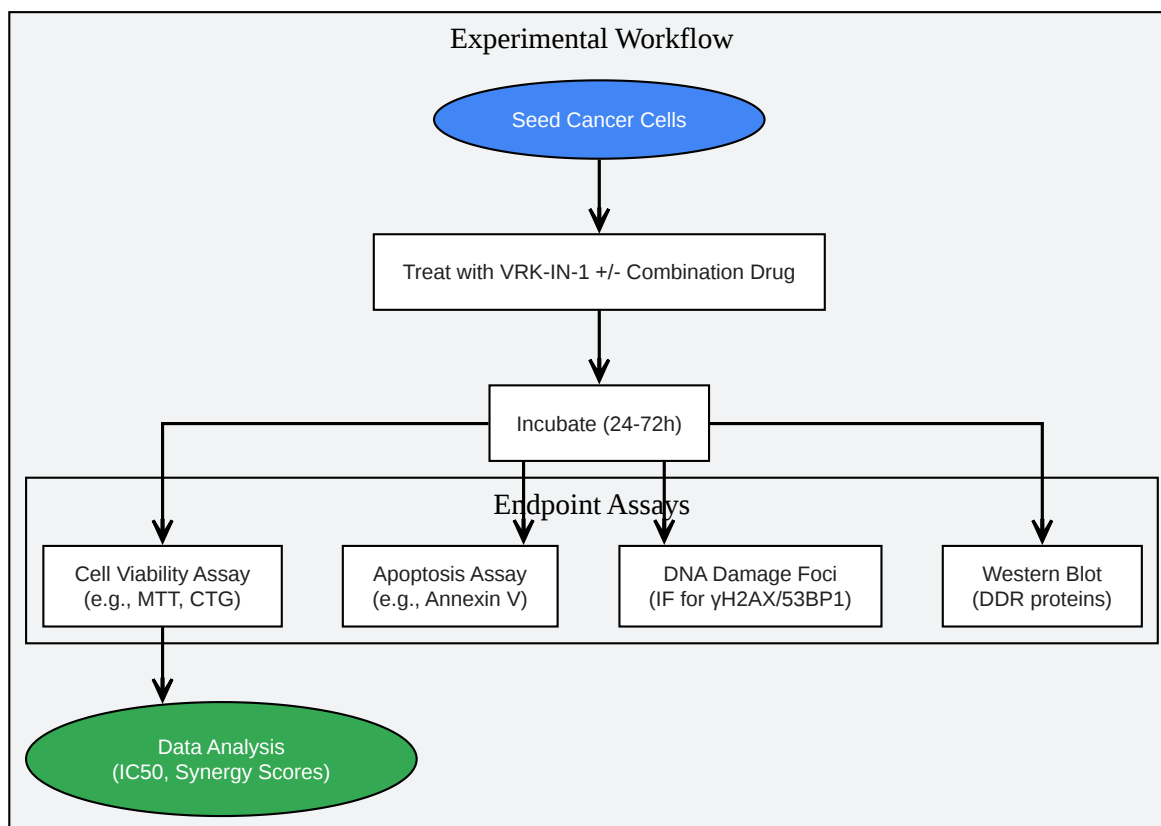 Experimental Workflow
Seed Cancer Cells
Treat with VRK-IN-1 +/- Combination Drug
Incubate (24-72h)
Endpoint Assays
Cell Viability Assay
(e.g., MTT, CTG)
Apoptosis Assay
(e.g., Annexin V)
DNA Damage Foci
(IF for γH2AX/53BP1)
Western Blot
(DDR proteins)
Data Analysis
(IC50, Synergy Scores)